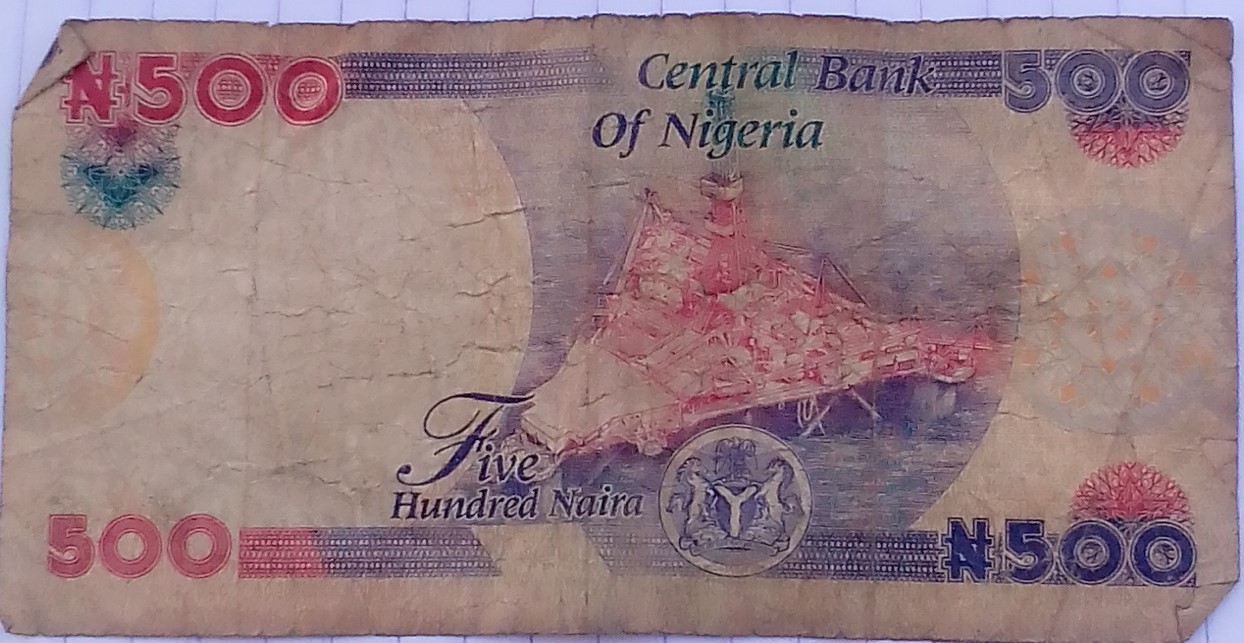 ₦500
Central Bank
Of Nigeria
500
Five
Hundred Naira
500
₦500